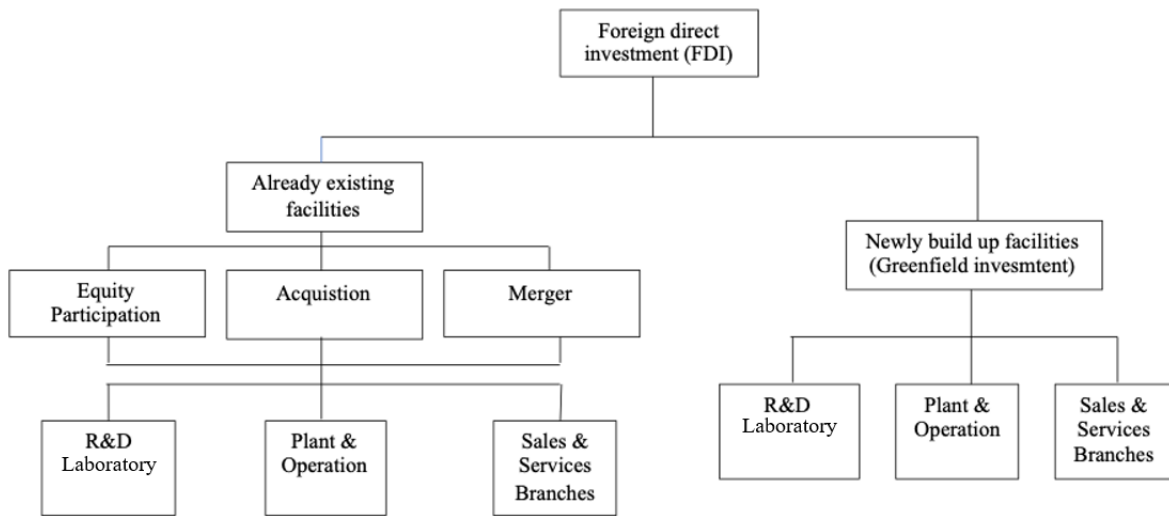 Foreign direct
investment (FDI)
Already existing
facilities
Newly build up facilities
(Greenfield invesmtent)
Equity
Participation
Acquistion
Merger
R&D
Laboratory
Plant &
Operation
Sales &
Services
Branches
R&D
Laboratory
Plant &
Operation
Sales &
Services
Branches